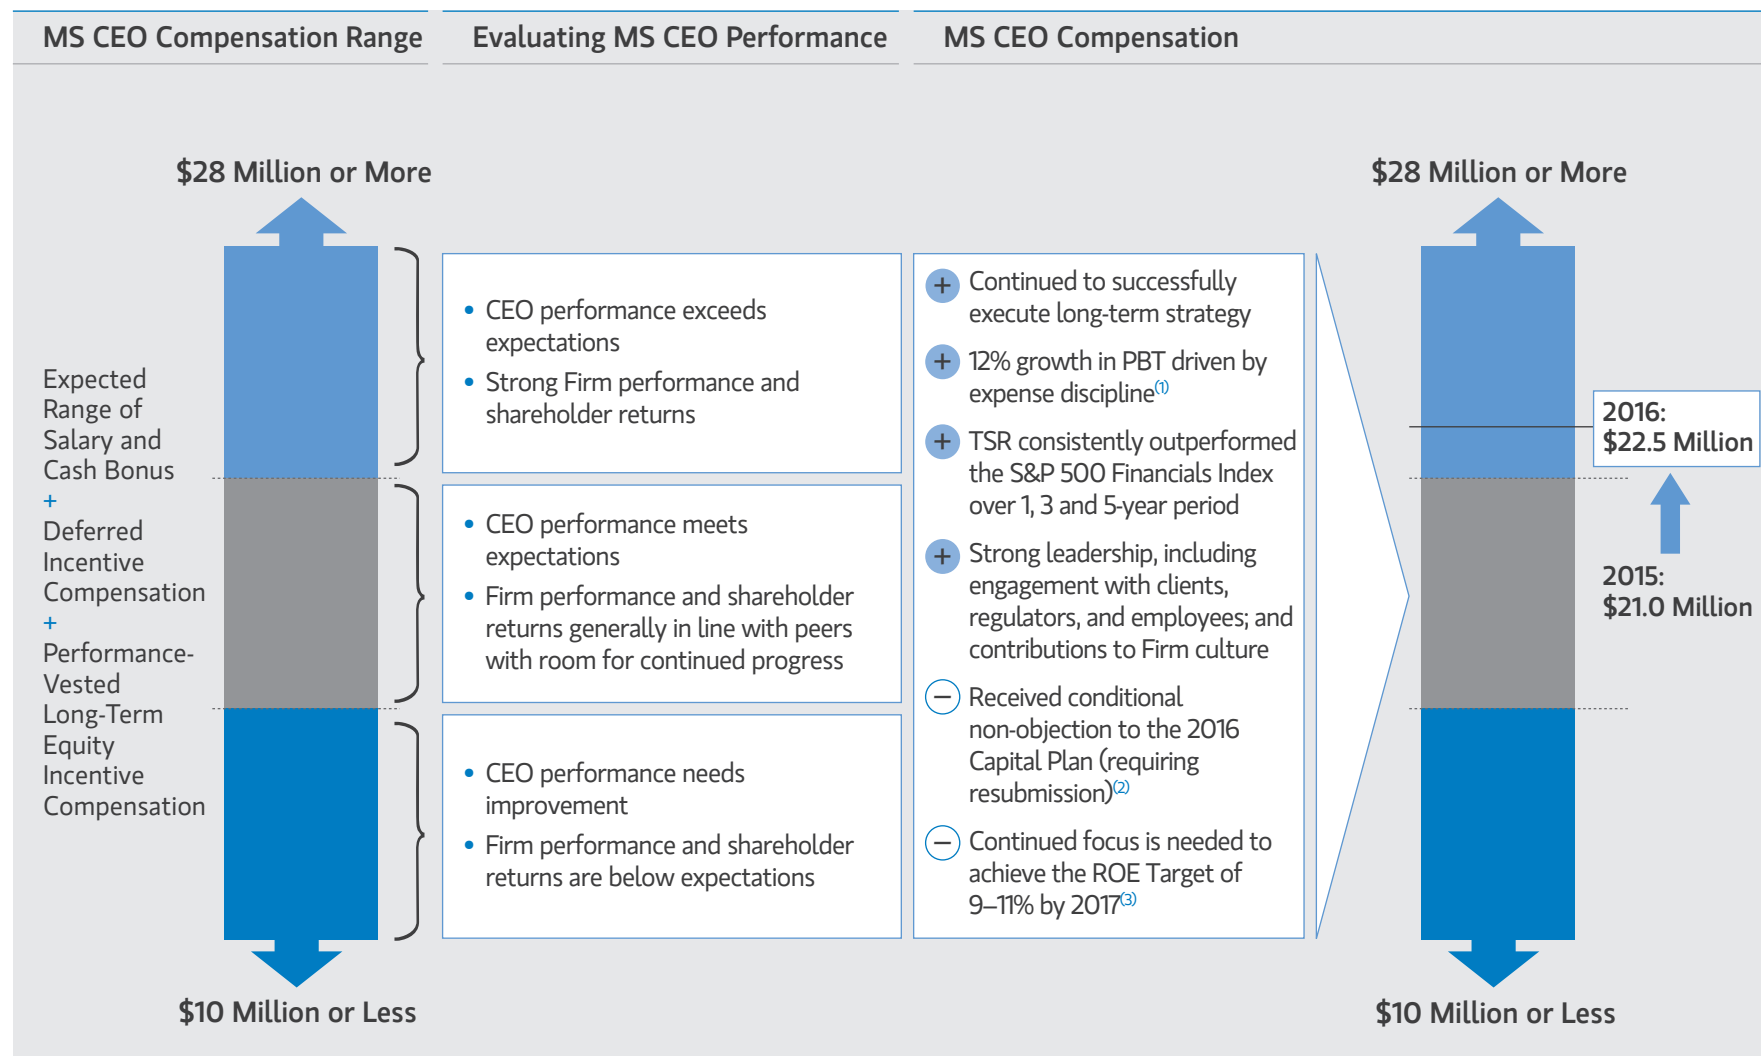 MS CEO Compensation Range
Evaluating MS CEO Performance
MS CEO Compensation
$28 Million or More
Expected
Range of
Salary and
Cash Bonus
+
Deferred
Incentive
Compensation
+
Performance-
Vested
Long-Term
Equity
Incentive
Compensation
$10 Million or Less
• CEO performance exceeds
expectations
• Strong Firm performance and
shareholder returns
• CEO performance meets
expectations
• Firm performance and shareholder
returns generally in line with peers
with room for continued progress
• CEO performance needs
improvement
• Firm performance and shareholder
returns are below expectations
+ Continued to successfully
execute long-term strategy
+ 12% growth in PBT driven by
expense discipline(1)
+ TSR consistently outperformed
the S&P 500 Financials Index
over 1, 3 and 5-year period
+ Strong leadership, including
engagement with clients,
regulators, and employees; and
contributions to Firm culture
– Received conditional
non-objection to the 2016
Capital Plan (requiring
resubmission)(2)
– Continued focus is needed to
achieve the ROE Target of
9–11% by 2017(3)
$28 Million or More
2016:
$22.5 Million
2015:
$21.0 Million
$10 Million or Less